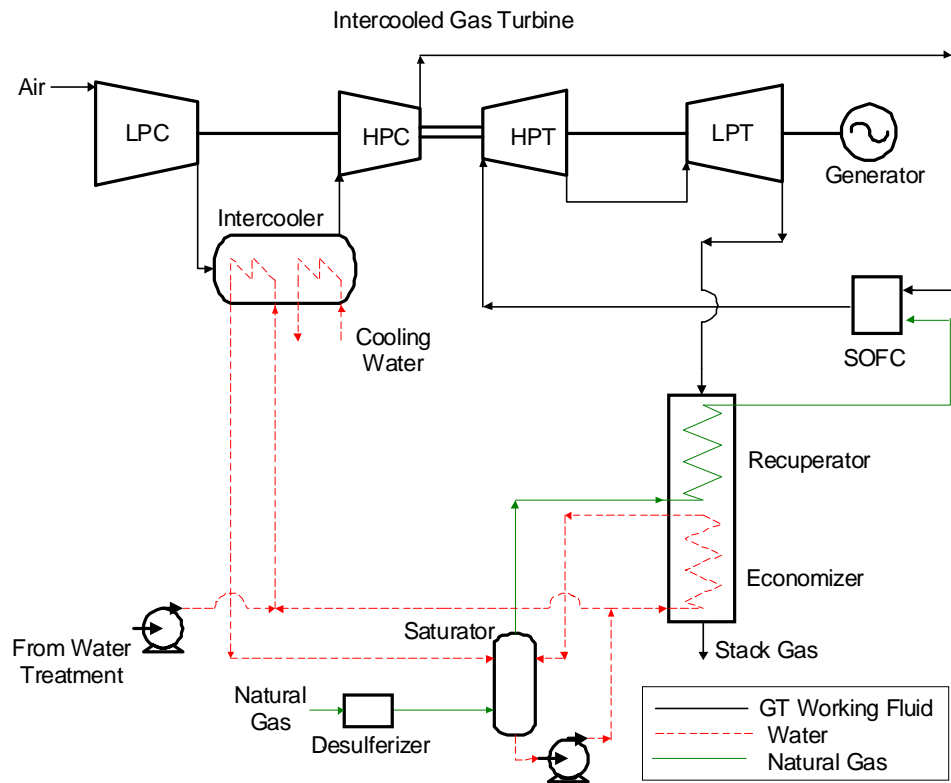 Intercooled Gas Turbine
Air
LPC
HPC
HPT
LPT
Generator
Intercooler
Cooling
Water
SOFC
Recuperator
Economizer
Saturator
From Water
Treatment
Stack Gas
Natural
Gas
Desulferizer
GT Working Fluid
Water
Natural Gas